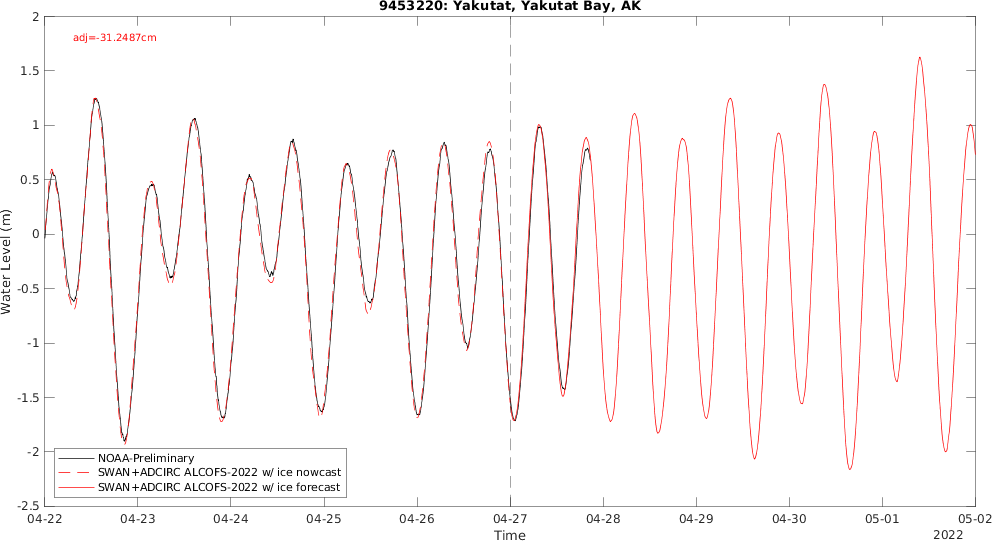 9453220: Yakutat, Yakutat Bay, AK
adj=-31.2487cm
2
1.5
1
0.5
0
-0.5
-1
-1.5
-2
-2.5
Water Level (m)
NOAA-Preliminary
SWAN+ADCIRC ALCOFS-2022 w/ ice nowcast
SWAN+ADCIRC ALCOFS-2022 w/ ice forecast
04-22 04-23 04-24 04-25 04-26 04-27 04-28 04-29 04-30 05-01 05-02
Time
2022